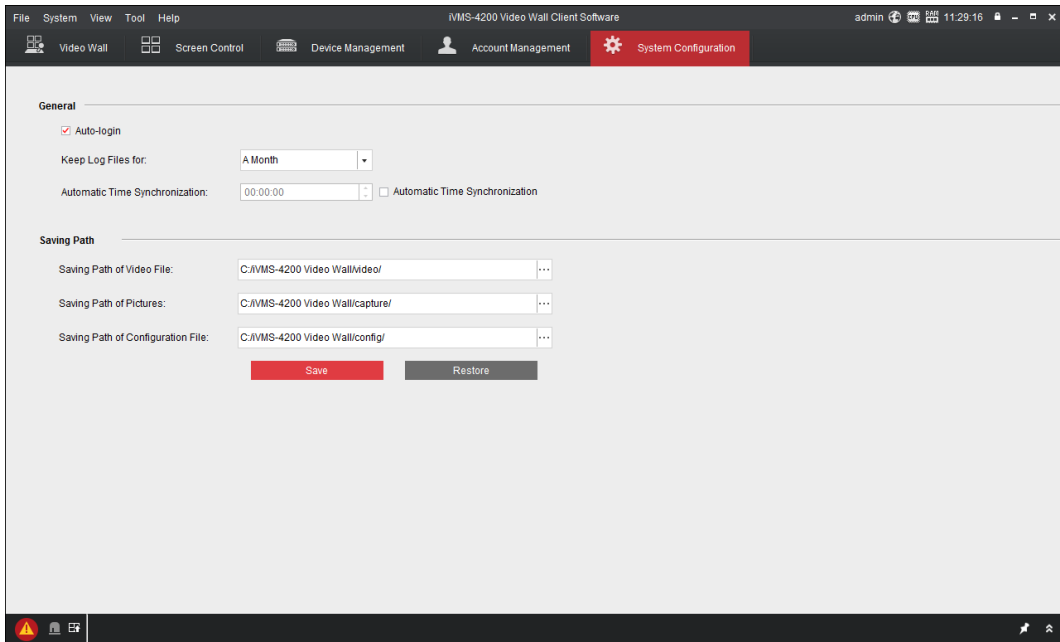 File System View Tool Help iVMS-4200 Video Wall Client Software admin CPU RAM 11:29:16
Video Wall Screen Control Device Management Account Management System Configuration
General
Auto-login
Keep Log Files for: A Month
Automatic Time Synchronization: 00:00:00 Automatic Time Synchronization
Saving Path
Saving Path of Video File: C:/iVMS-4200 Video Wall/video/ ...
Saving Path of Pictures: C:/iVMS-4200 Video Wall/capture/ ...
Saving Path of Configuration File: C:/iVMS-4200 Video Wall/config/ ...
Save Restore